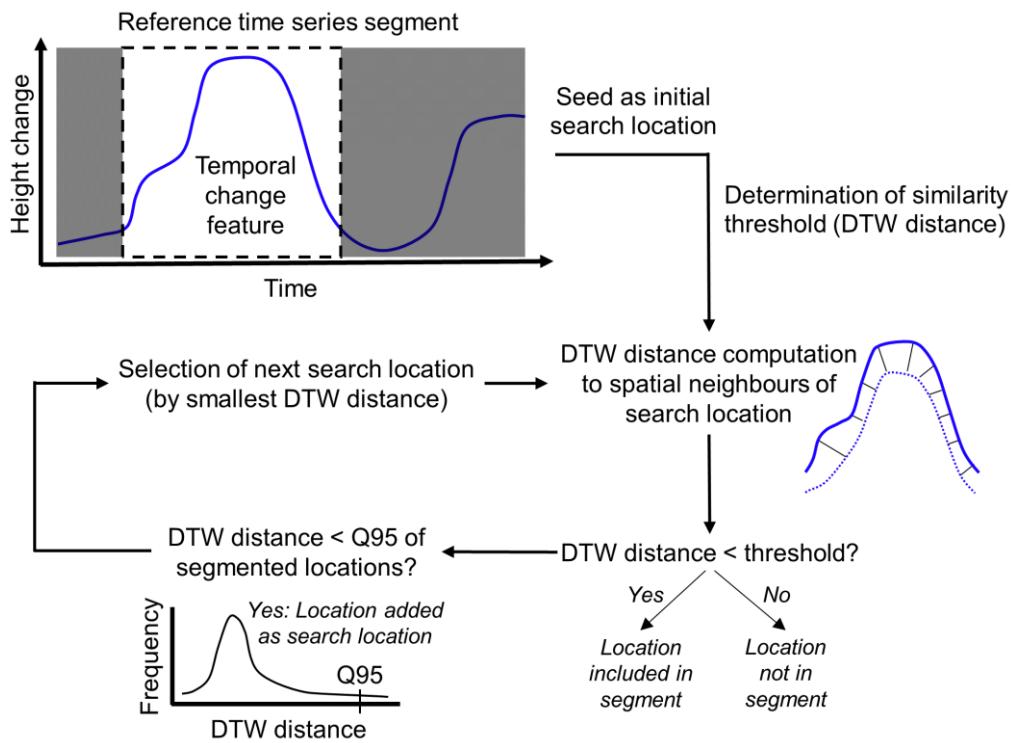 Reference time series segment
Height change
Temporal
change
feature
Time
Seed as initial
search location
Determination of similarity
threshold (DTW distance)
Selection of next search location
(by smallest DTW distance)
DTW distance computation
to spatial neighbours of
search location
DTW distance < Q95 of
segmented locations?
DTW distance < threshold?
Yes
No
Yes: Location added
as search location
Frequency
Q95
DTW distance
Location
included in
segment
Location
not in
segment